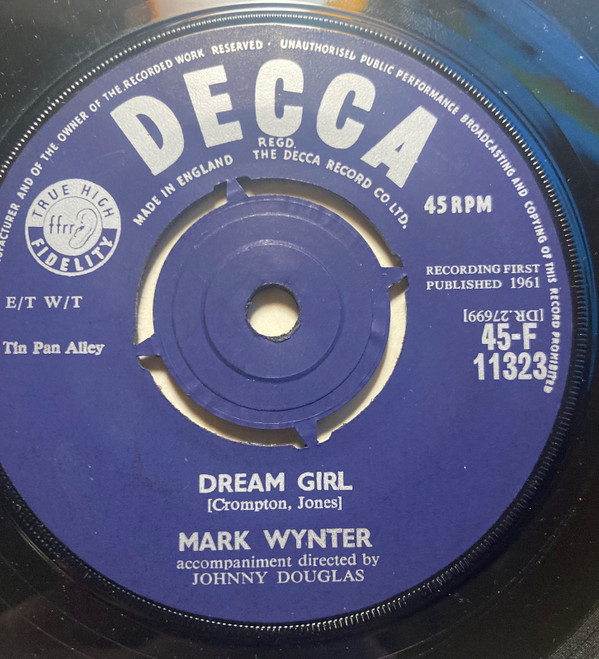 UFACTURER AND OF THE OWNER OF THE RECORDED WORK RESERVED · UNAUTHORISED PUBLIC PERFORMANCE BROADCASTING AND COPYING OF THIS RECORD PROHIBITED
DECCA
REGD.
MADE IN ENGLAND THE DECCA RECORD CO. LTD.
TRUE HIGH
ffrr
FIDELITY
45 RPM
E/T W/T
Tin Pan Alley
RECORDING FIRST
PUBLISHED 1961
[DR.27699]
45-F
11323
DREAM GIRL
[Crompton, Jones]
MARK WYNTER
accompaniment directed by
JOHNNY DOUGLAS